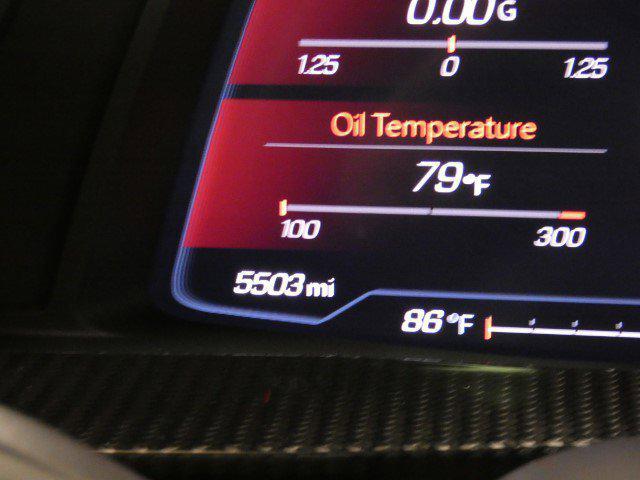 0.00G
1.25 0 1.25
Oil Temperature
79°F
100 300
5503 mi
86°F